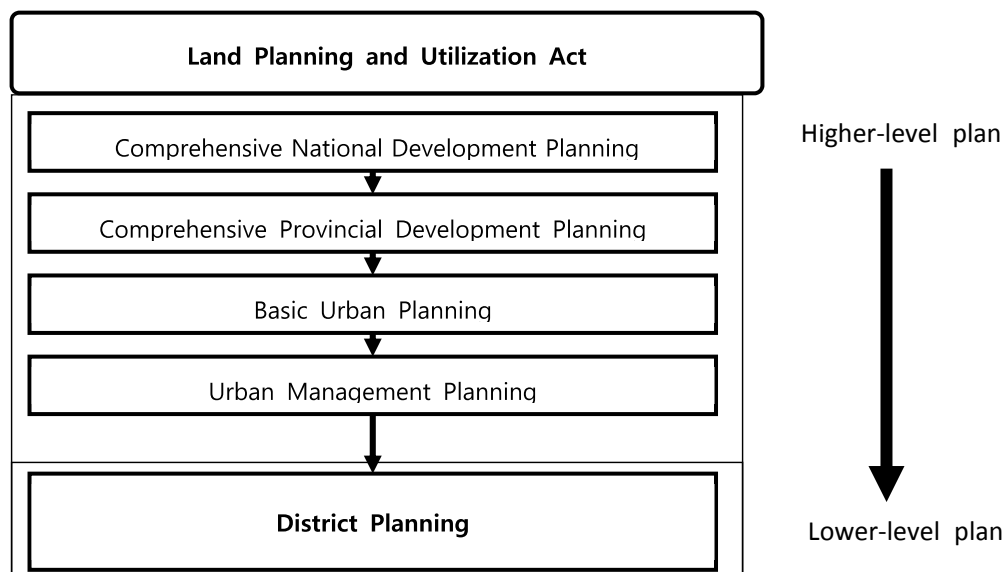 Land Planning and Utilization Act
Comprehensive National Development Planning
Higher-level plan
Comprehensive Provincial Development Planning
Basic Urban Planning
Urban Management Planning
District Planning
Lower-level plan